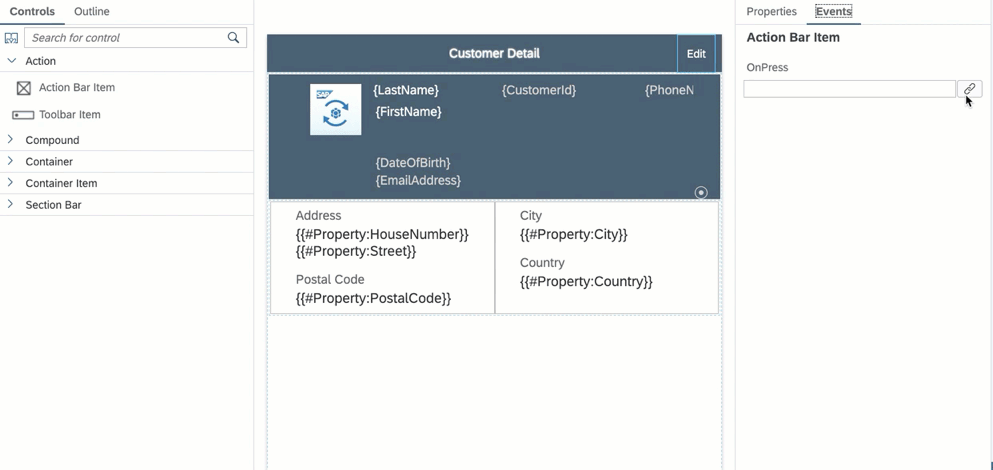 Controls
Outline
Search for control
Action
Action Bar Item
Toolbar Item
Compound
Container
Container Item
Section Bar
Customer Detail
Edit
SAP
{LastName}
{CustomerId}
{PhoneN
{FirstName}
{DateOfBirth}
{EmailAddress}
Address
{{#Property:HouseNumber}}
{{#Property:Street}}
Postal Code
{{#Property:PostalCode}}
City
{{#Property:City}}
Country
{{#Property:Country}}
Properties
Events
Action Bar Item
OnPress